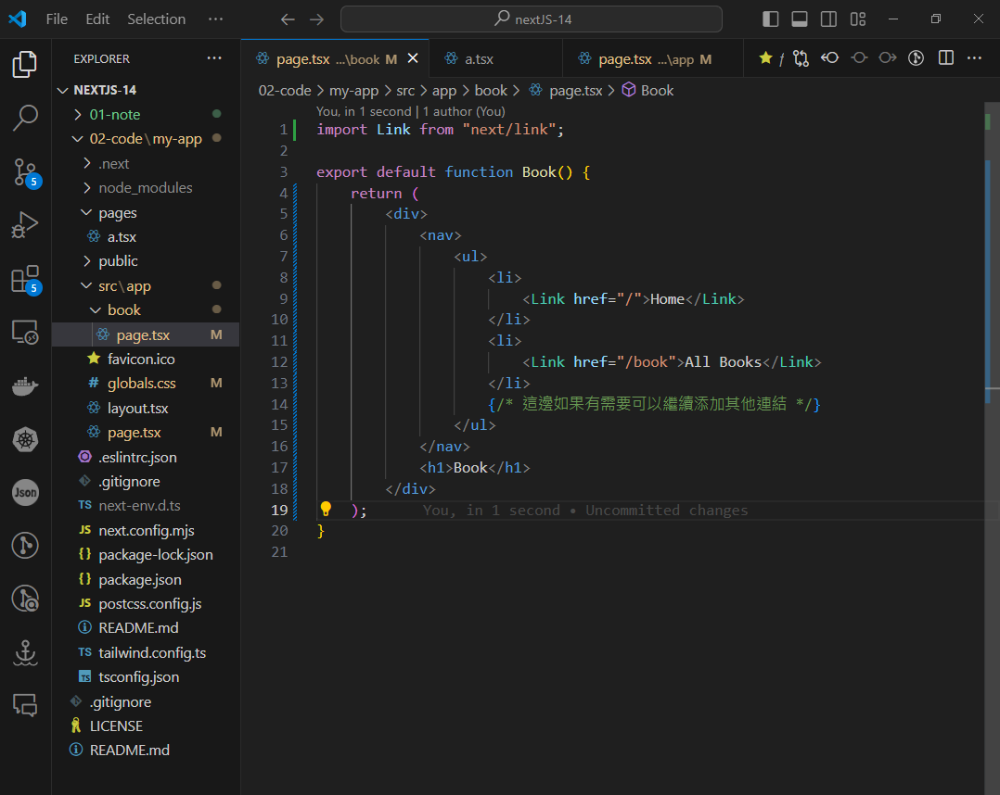 File Edit Selection ··· nextJS-14
EXPLORER ···
NEXTJS-14
01-note
02-code\my-app
.next
node_modules
pages
a.tsx
public
src\app
book
page.tsx M
favicon.ico
globals.css M
layout.tsx
page.tsx M
.eslintrc.json
.gitignore
next-env.d.ts
next.config.mjs
package-lock.json
package.json
postcss.config.js
README.md
tailwind.config.ts
tsconfig.json
.gitignore
LICENSE
README.md
5
5
Json
TS
JS
JS
TS
TS
page.tsx ...\book M
a.tsx
page.tsx ...\app M
02-code > my-app > src > app > book > page.tsx > Book
You, in 1 second | 1 author (You)
1 import Link from "next/link";
2
3 export default function Book() {
4 return (
5 <div>
6 <nav>
7 <ul>
8 <li>
9 <Link href="/">Home</Link>
10 </li>
11 <li>
12 <Link href="/book">All Books</Link>
13 </li>
14 {/* 這邊如果有需要可以繼續添加其他連結 */}
15 </ul>
16 </nav>
17 <h1>Book</h1>
18 </div>
19 ); You, in 1 second • Uncommitted changes
20 }
21